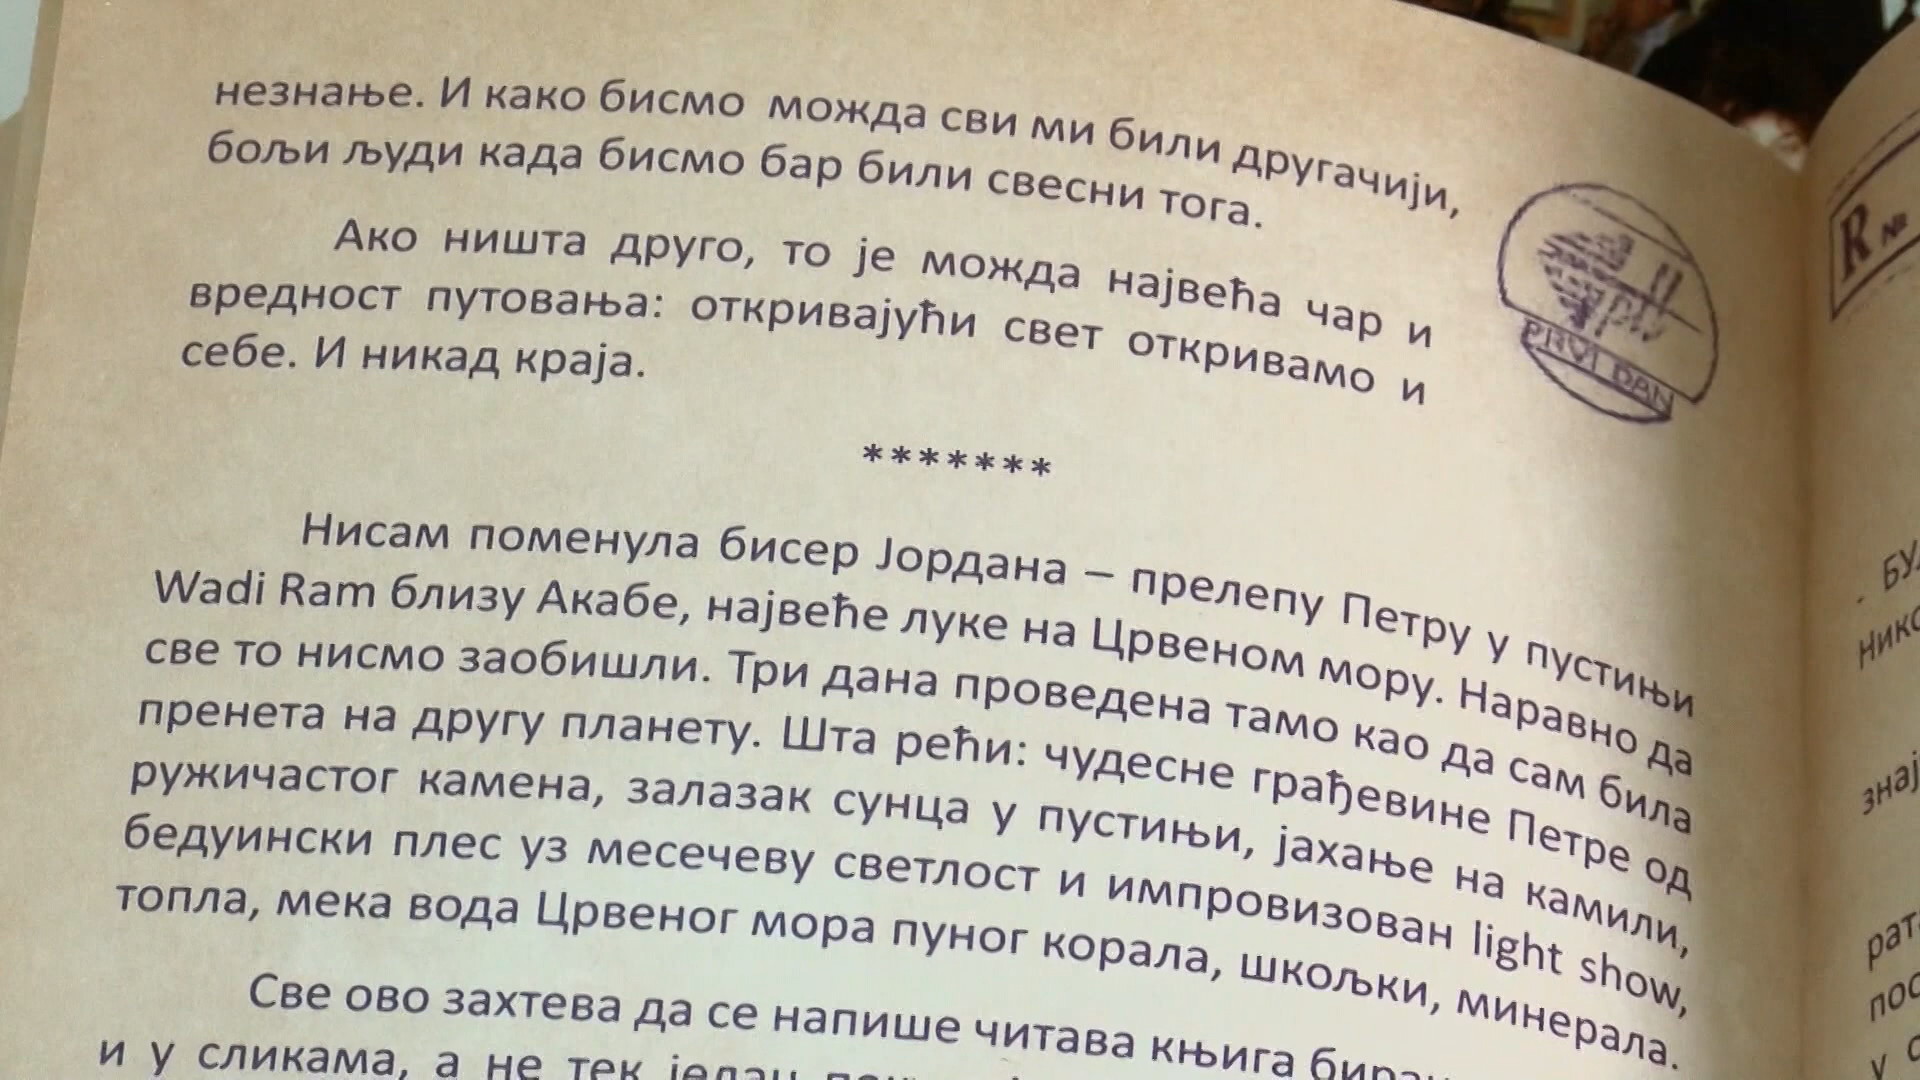 незнање. И како бисмо можда сви ми били другачији,
бољи људи када бисмо бар били свесни тога.
Ако ништа друго, то је можда највећа чар и
вредност путовања: откривајући свет откривамо и
себе. И никад краја.
PRVI DAN
*******
Нисам поменула бисер Јордана – прелепу Петру у пустињи
Wadi Ram близу Акабе, највеће луке на Црвеном мору. Наравно да
све то нисмо заобишли. Три дана проведена тамо као да сам била
пренета на другу планету. Шта рећи: чудесне грађевине Петре од
ружичастог камена, залазак сунца у пустињи, јахање на камили,
бедуински плес уз месечеву светлост и импровизован light show,
топла, мека вода Црвеног мора пуног корала, шкољки, минерала.
Све ово захтева да се напише читава књига
и у сликама, а не тек један
R №